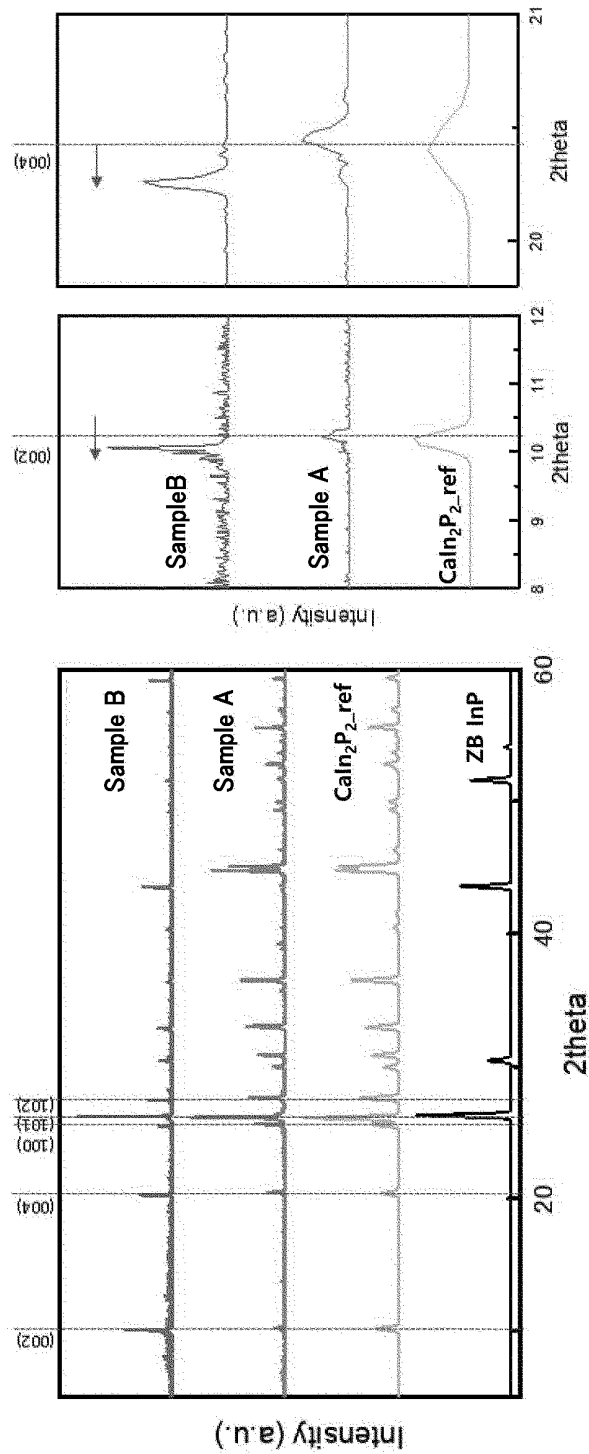 Intensity (a.u.)
(002)
(004)
(100)
(101)
(102)
Sample B
Sample A
CaIn₂P₂_ref
ZB InP
20
40
60
2theta
Intensity (a.u.)
(002)
SampleB
Sample A
CaIn₂P₂_ref
8
9
10
11
12
2theta
(004)
20
21
2theta